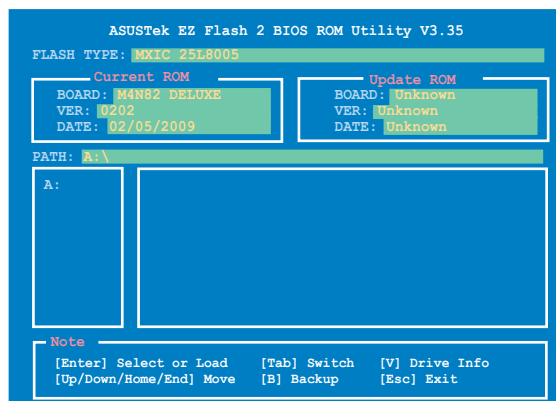 ASUSTek EZ Flash 2 BIOS ROM Utility V3.35
FLASH TYPE: MXIC 25L8005
Current ROM
BOARD: M4N82 DELUXE
VER: 0202
DATE: 02/05/2009
Update ROM
BOARD: Unknown
VER: Unknown
DATE: Unknown
PATH: A:\
A:
Note
[Enter] Select or Load [Tab] Switch [V] Drive Info
[Up/Down/Home/End] Move [B] Backup [Esc] Exit